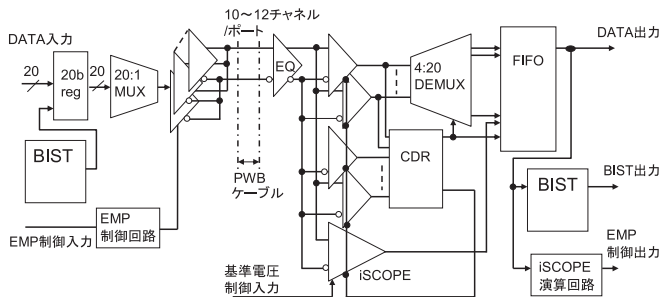 10～12チャネル
/ポート
DATA入力
20
20b
reg
20
20:1
MUX
EQ
4:20
DEMUX
FIFO
DATA出力
BIST
PWB
ケーブル
CDR
BIST
BIST出力
EMP制御入力
EMP
制御回路
基準電圧
制御入力
iSCOPE
iSCOPE
演算回路
EMP
制御出力